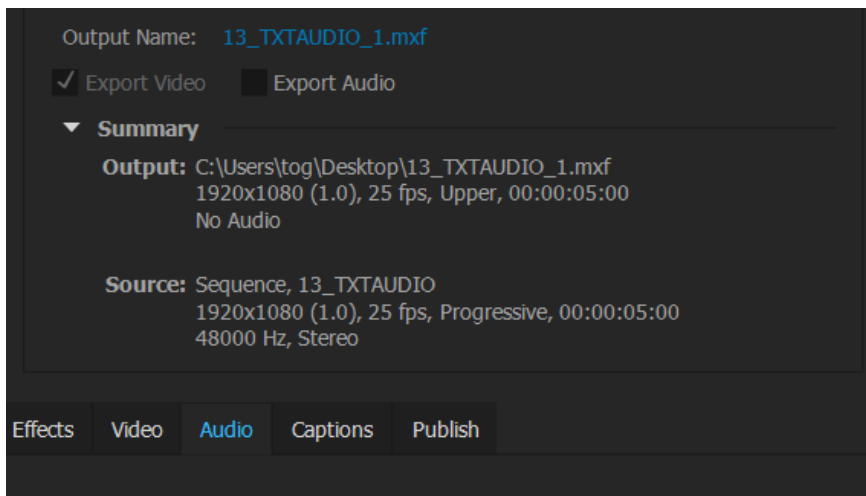 Output Name: 13_TXTAUDIO_1.mxf
Export Video Export Audio
Summary
Output: C:\Users\tog\Desktop\13_TXTAUDIO_1.mxf
1920x1080 (1.0), 25 fps, Upper, 00:00:05:00
No Audio
Source: Sequence, 13_TXTAUDIO
1920x1080 (1.0), 25 fps, Progressive, 00:00:05:00
48000 Hz, Stereo
Effects Video Audio Captions Publish